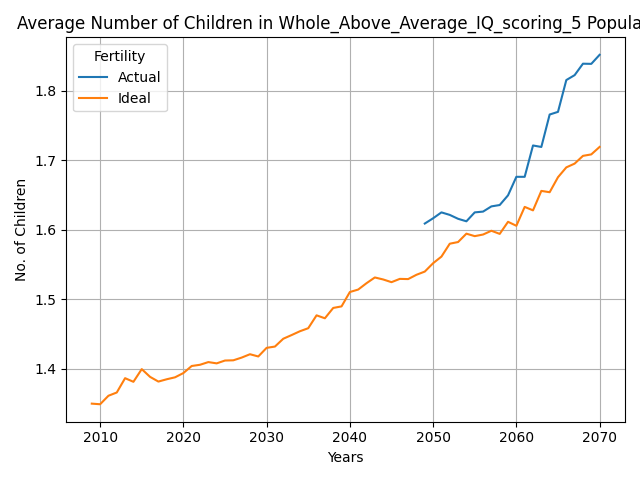 Average Number of Children in Whole_Above_Average_IQ_scoring_5 Popula
Fertility
Actual
Ideal
No. of Children
1.8
1.7
1.6
1.5
1.4
2010 2020 2030 2040 2050 2060 2070
Years